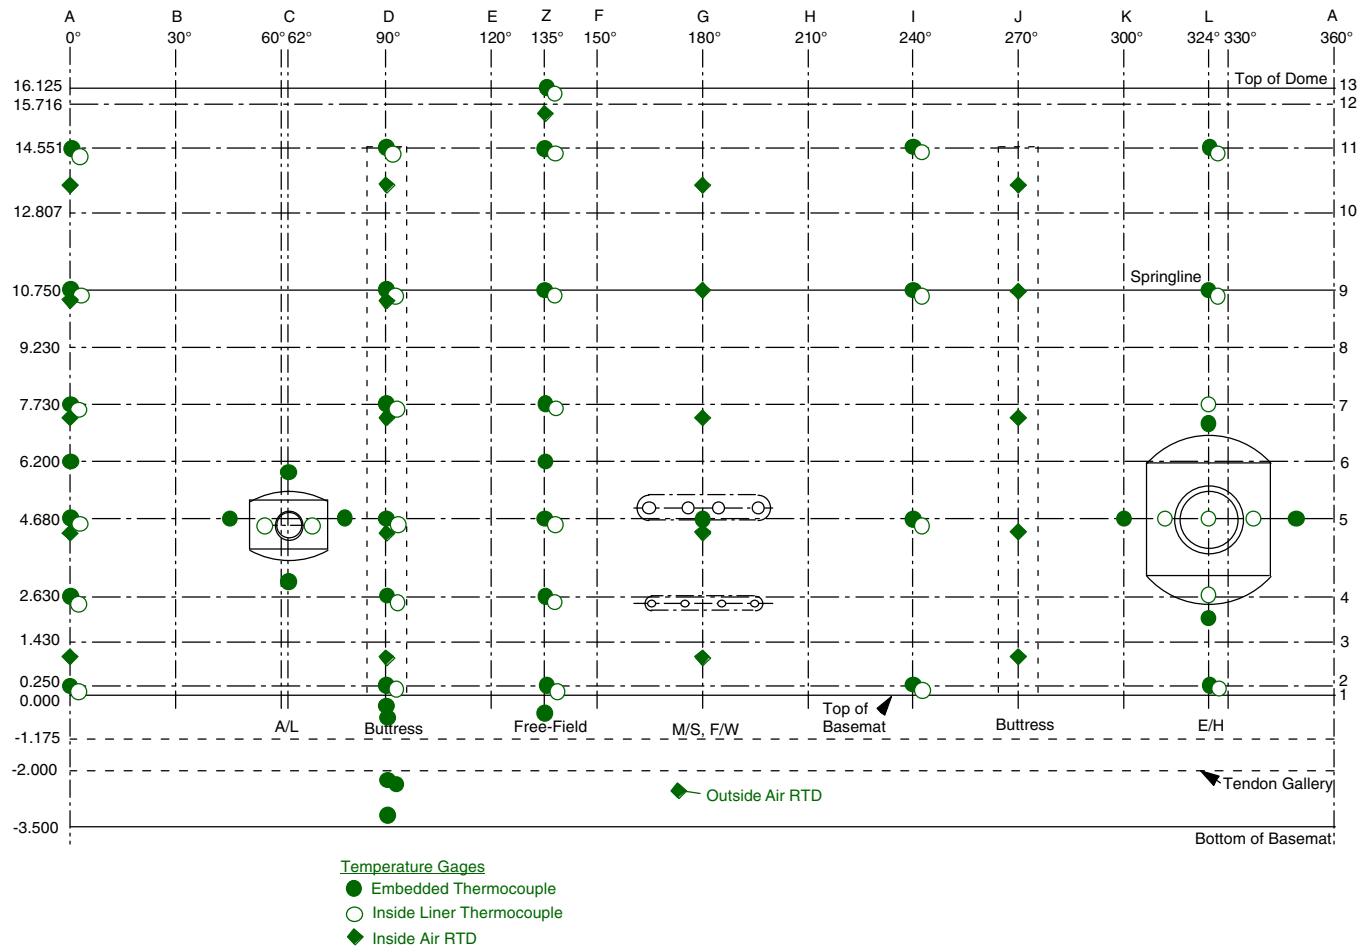 A B C D E Z F G H I J K L A
0° 30° 60° 62° 90° 120° 135° 150° 180° 210° 240° 270° 300° 324° 330° 360°
16.125 Top of Dome 13
15.716 12
14.551 11
12.807 10
Springline
10.750 9
9.230 8
7.730 7
6.200 6
4.680 5
2.630 4
1.430 3
0.250 2
0.000 1
Top of
Basemat
A/L Buttress Free-Field M/S, F/W Buttress E/H
-1.175
-2.000
Tendon Gallery
Outside Air RTD
-3.500
Bottom of Basemat
Temperature Gages
Embedded Thermocouple
Inside Liner Thermocouple
Inside Air RTD